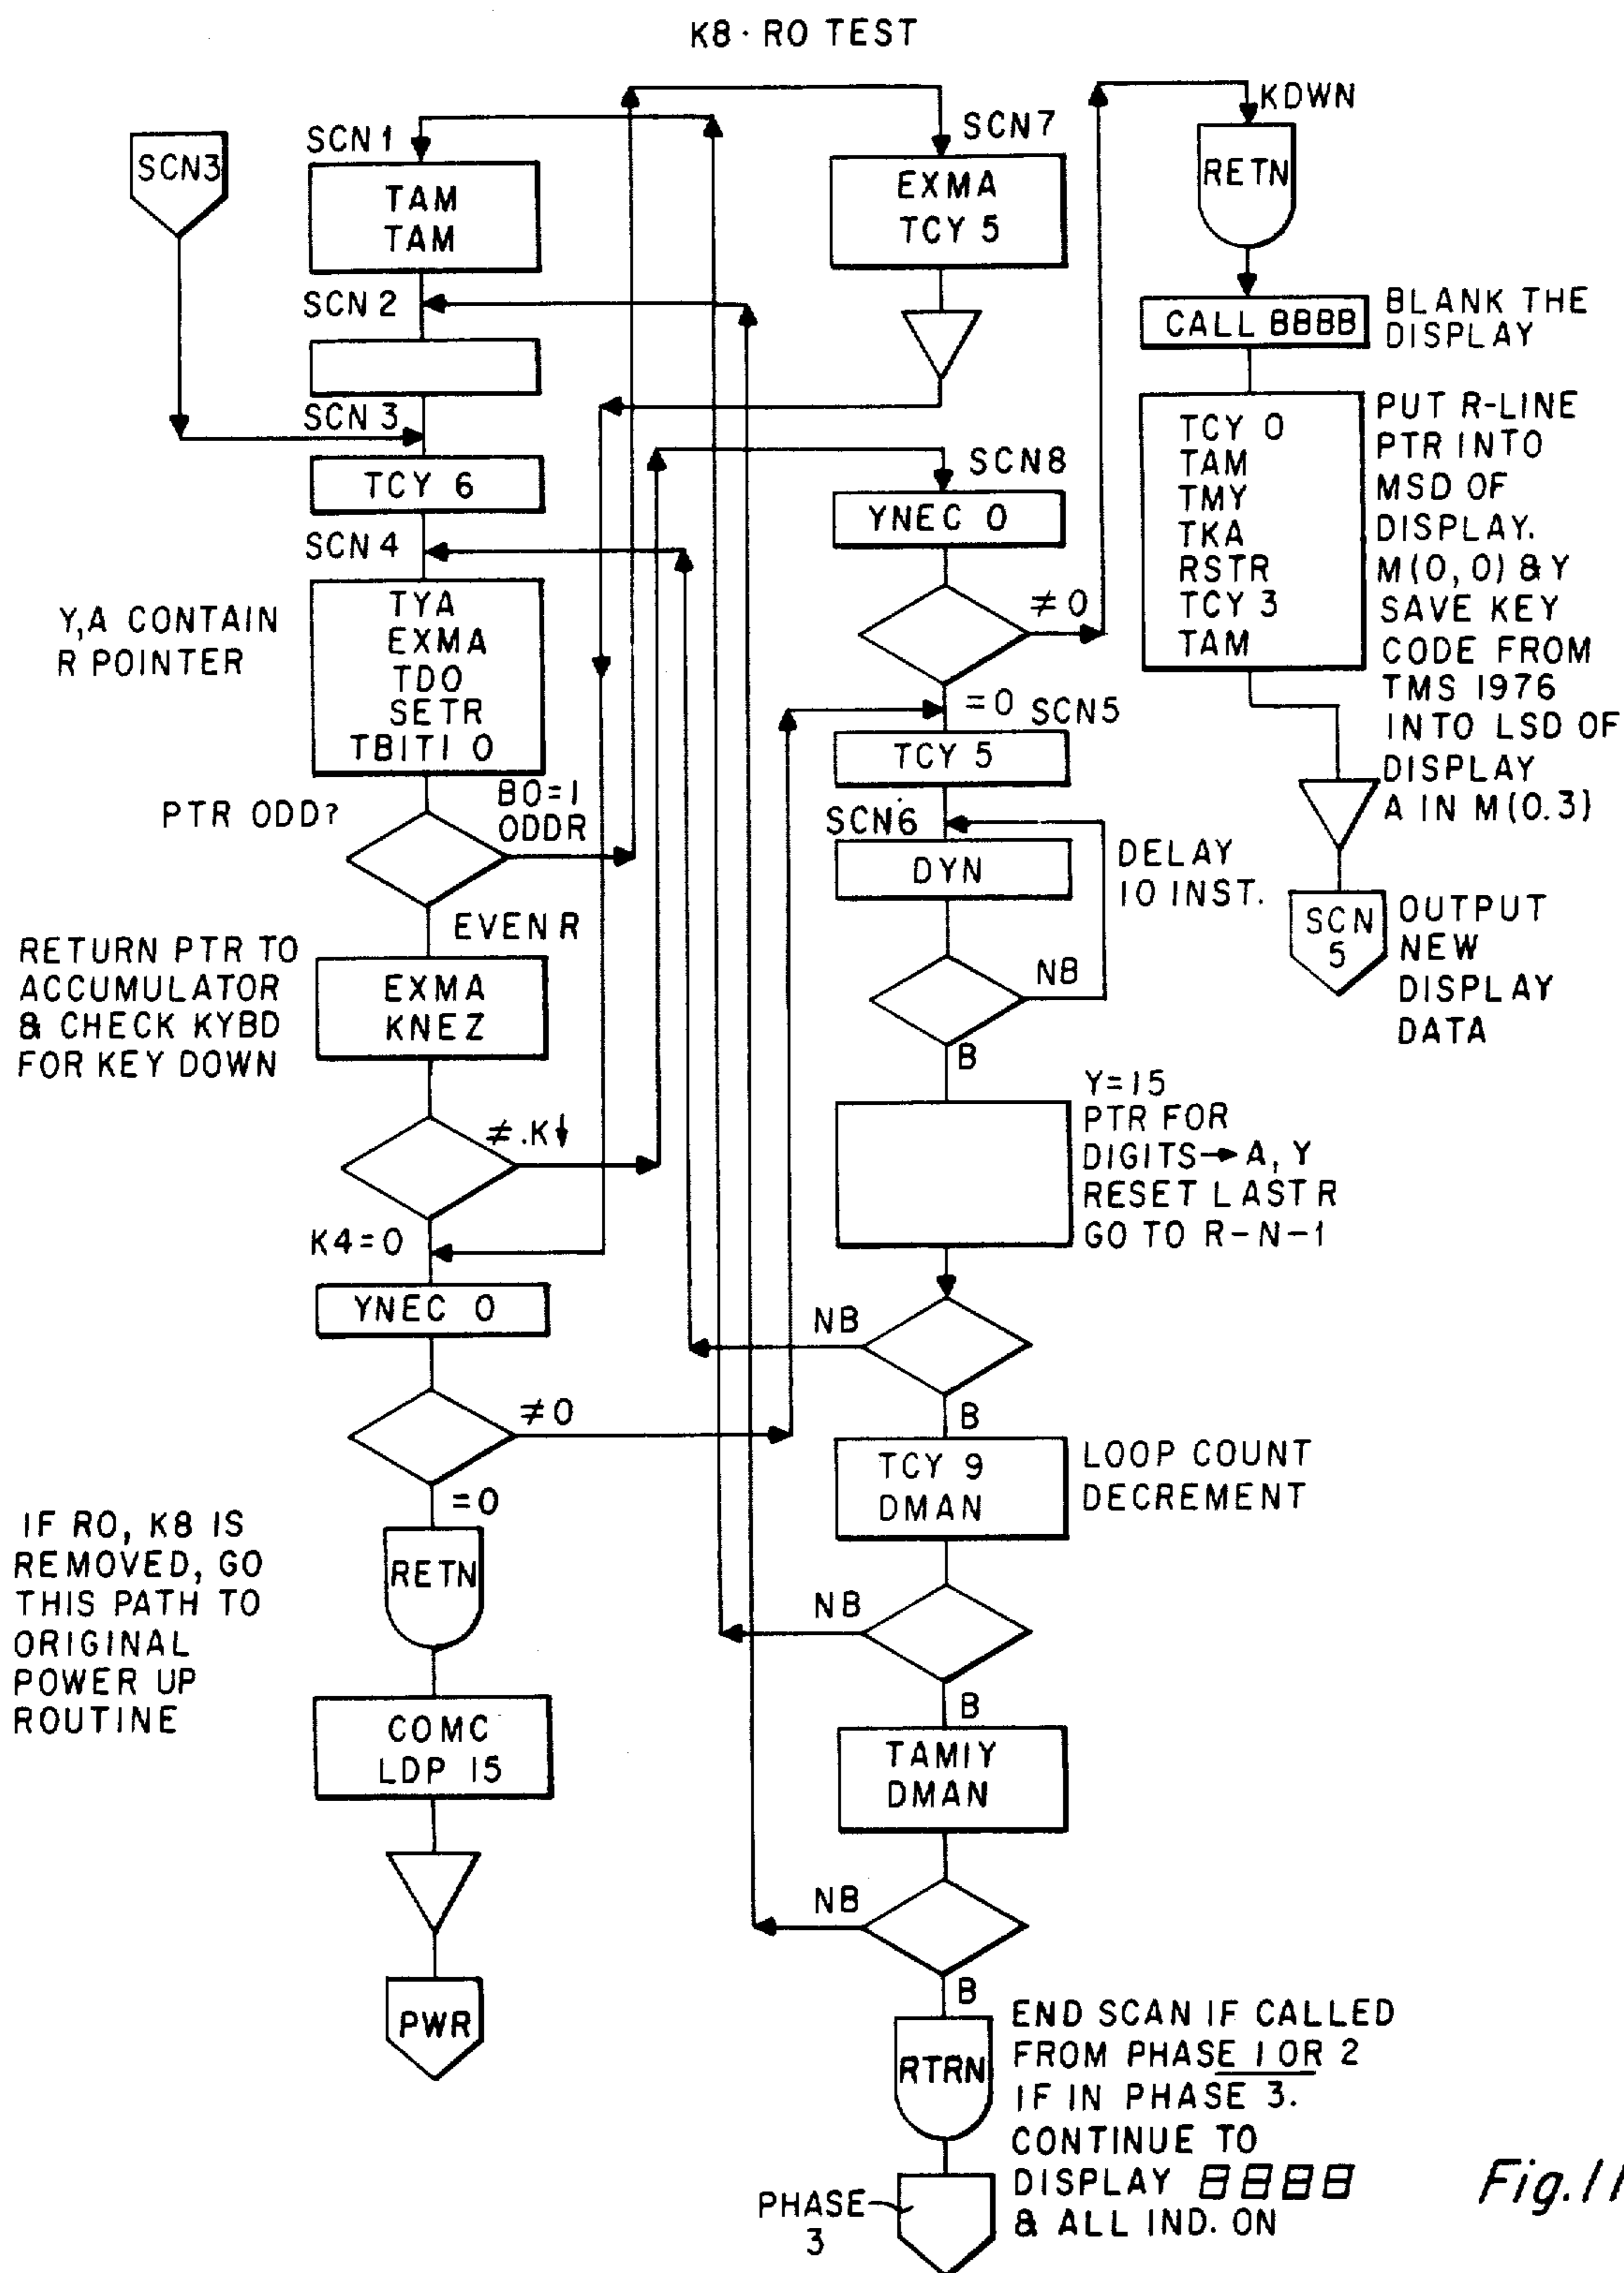 K8·RO TEST
SCN3
SCN 1
TAM
TAM
SCN 2
SCN 3
TCY 6
SCN 4
Y,A CONTAIN
R POINTER
TYA
EXMA
TDO
SETR
TBITI 0
PTR ODD?
BO=1
ODDR
EVEN R
RETURN PTR TO
ACCUMULATOR
& CHECK KYBD
FOR KEY DOWN
EXMA
KNEZ
≠.K↓
K4=0
YNEC 0
≠0
=0
IF RO, K8 IS
REMOVED, GO
THIS PATH TO
ORIGINAL
POWER UP
ROUTINE
RETN
COMC
LDP 15
PWR
SCN7
EXMA
TCY 5
SCN8
YNEC 0
≠0
=0 SCN5
TCY 5
SCN6
DYN
DELAY
10 INST.
NB
B
Y=15
PTR FOR
DIGITS→A, Y
RESET LAST R
GO TO R-N-1
NB
B
TCY 9
DMAN
LOOP COUNT
DECREMENT
NB
B
TAMIY
DMAN
NB
B
RTRN
END SCAN IF CALLED
FROM PHASE 1 OR 2
IF IN PHASE 3.
CONTINUE TO
DISPLAY 8888
& ALL IND. ON
PHASE
3
KDWN
RETN
CALL 8888
BLANK THE
DISPLAY
TCY 0
TAM
TMY
TKA
RSTR
TCY 3
TAM
PUT R-LINE
PTR INTO
MSD OF
DISPLAY.
M(0,0) & Y
SAVE KEY
CODE FROM
TMS 1976
INTO LSD OF
DISPLAY
A IN M(0.3)
SCN
5
OUTPUT
NEW
DISPLAY
DATA
Fig.11